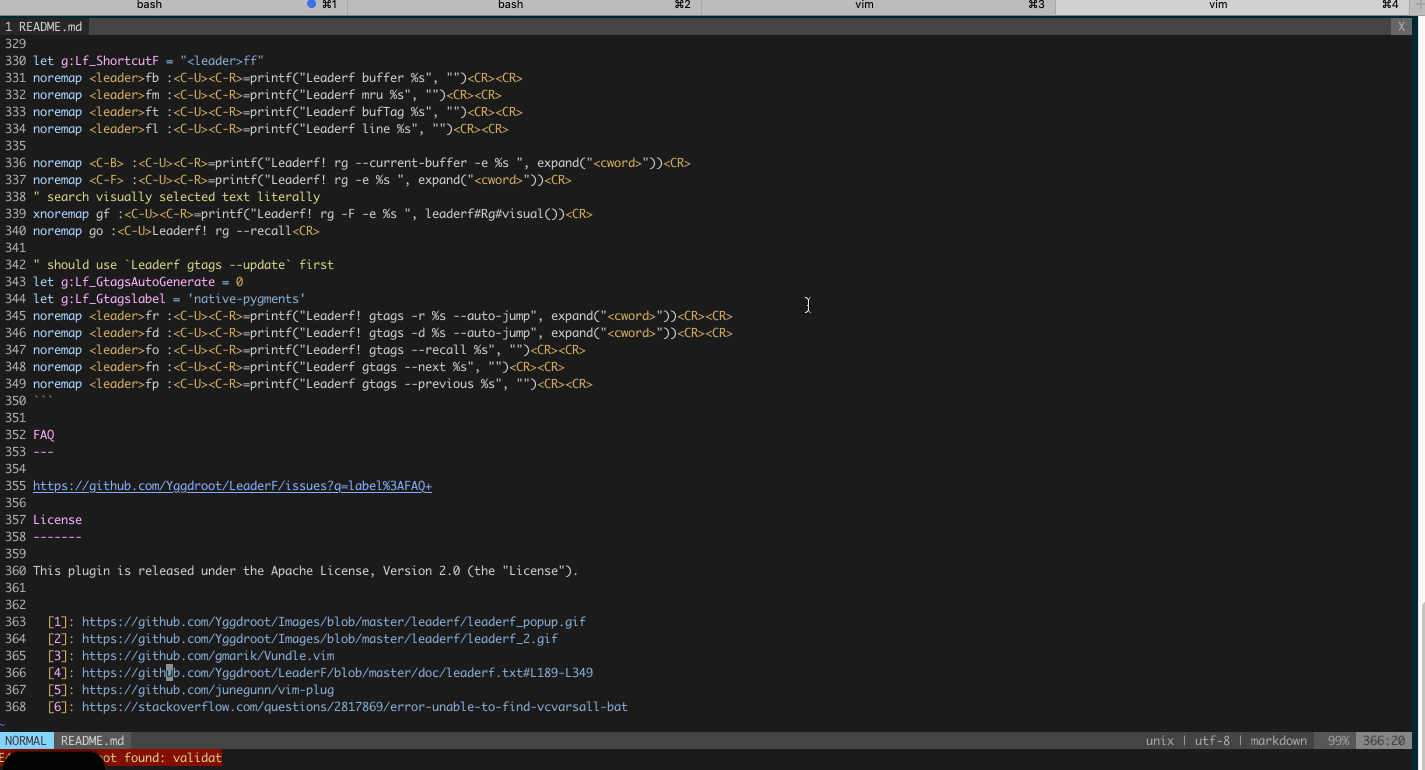 bash ⌘1 bash ⌘2 vim ⌘3 vim ⌘4
1 README.md X
329
330 let g:Lf_ShortcutF = "<leader>ff"
331 noremap <leader>fb :<C-U><C-R>=printf("Leaderf buffer %s", "")<CR><CR>
332 noremap <leader>fm :<C-U><C-R>=printf("Leaderf mru %s", "")<CR><CR>
333 noremap <leader>ft :<C-U><C-R>=printf("Leaderf bufTag %s", "")<CR><CR>
334 noremap <leader>fl :<C-U><C-R>=printf("Leaderf line %s", "")<CR><CR>
335
336 noremap <C-B> :<C-U><C-R>=printf("Leaderf! rg --current-buffer -e %s ", expand("<cword>"))<CR>
337 noremap <C-F> :<C-U><C-R>=printf("Leaderf! rg -e %s ", expand("<cword>"))<CR>
338 " search visually selected text literally
339 xnoremap gf :<C-U><C-R>=printf("Leaderf! rg -F -e %s ", leaderf#Rg#visual())<CR>
340 noremap go :<C-U>Leaderf! rg --recall<CR>
341
342 " should use `Leaderf gtags --update` first
343 let g:Lf_GtagsAutoGenerate = 0
344 let g:Lf_Gtagslabel = 'native-pygments'
345 noremap <leader>fr :<C-U><C-R>=printf("Leaderf! gtags -r %s --auto-jump", expand("<cword>"))<CR><CR>
346 noremap <leader>fd :<C-U><C-R>=printf("Leaderf! gtags -d %s --auto-jump", expand("<cword>"))<CR><CR>
347 noremap <leader>fo :<C-U><C-R>=printf("Leaderf! gtags --recall %s", "")<CR><CR>
348 noremap <leader>fn :<C-U><C-R>=printf("Leaderf gtags --next %s", "")<CR><CR>
349 noremap <leader>fp :<C-U><C-R>=printf("Leaderf gtags --previous %s", "")<CR><CR>
350 ```
351
352 FAQ
353 ---
354
355 https://github.com/Yggdroot/LeaderF/issues?q=label%3AFAQ+
356
357 License
358 -------
359
360 This plugin is released under the Apache License, Version 2.0 (the "License").
361
362
363   [1]: https://github.com/Yggdroot/Images/blob/master/leaderf/leaderf_popup.gif
364   [2]: https://github.com/Yggdroot/Images/blob/master/leaderf/leaderf_2.gif
365   [3]: https://github.com/gmarik/Vundle.vim
366   [4]: https://github.com/Yggdroot/LeaderF/blob/master/doc/leaderf.txt#L189-L349
367   [5]: https://github.com/junegunn/vim-plug
368   [6]: https://stackoverflow.com/questions/2817869/error-unable-to-find-vcvarsall-bat
~
NORMAL README.md unix | utf-8 | markdown 99% 366:20
found: validat